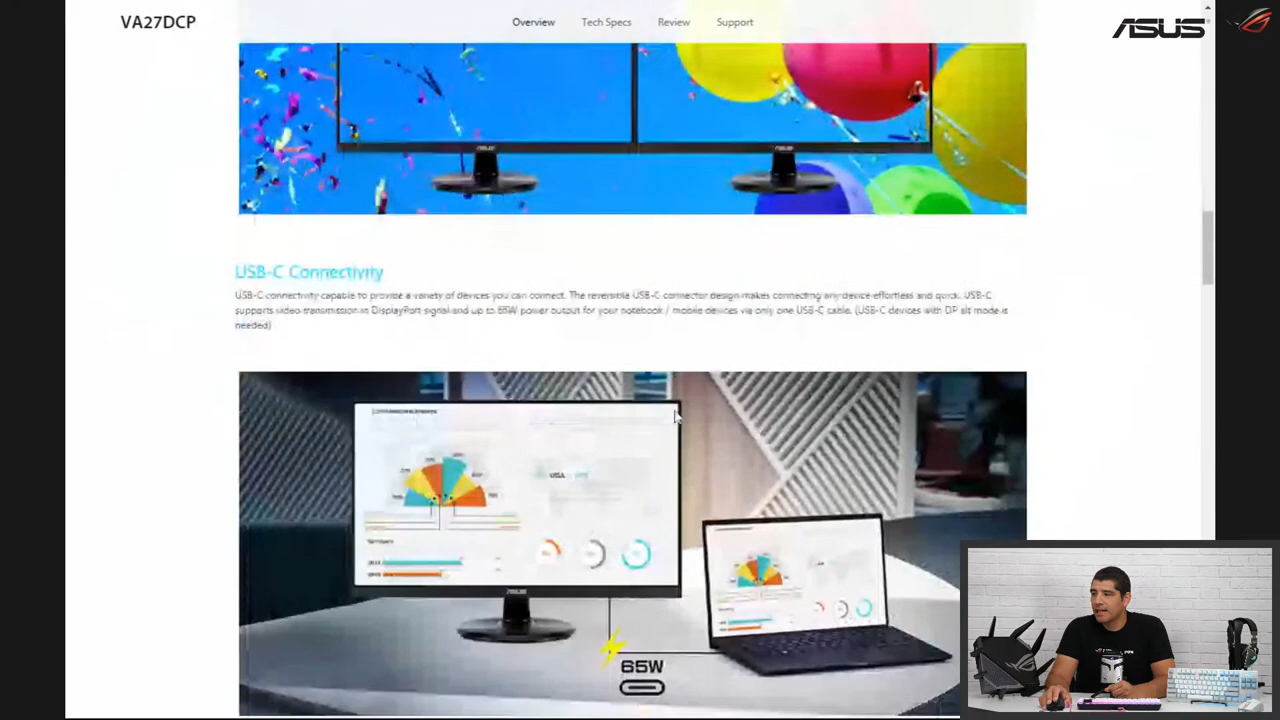 VA27DCP
Overview Tech Specs Review Support
ASUS
USB-C Connectivity
USB-C connectivity capable to provide a variety of devices you can connect. The reversible USB-C connector design makes connecting any device effortless and quick. USB-C
supports video transmission in DisplayPort signal and up to 65W power output for your notebook / mobile devices via only one USB-C cable. (USB-C devices with DP alt mode is
needed)
USA
ASUS
65W